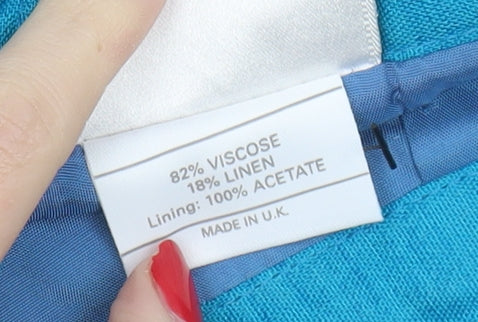 82% VISCOSE
18% LINEN
Lining: 100% ACETATE
MADE IN U.K.